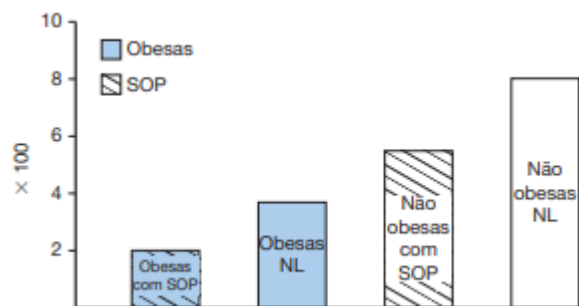 10
8
6
4
2
× 100
Obesas
SOP
Obesas
com SOP
Obesas
NL
Não
obesas
com
SOP
Não
obesas
NL